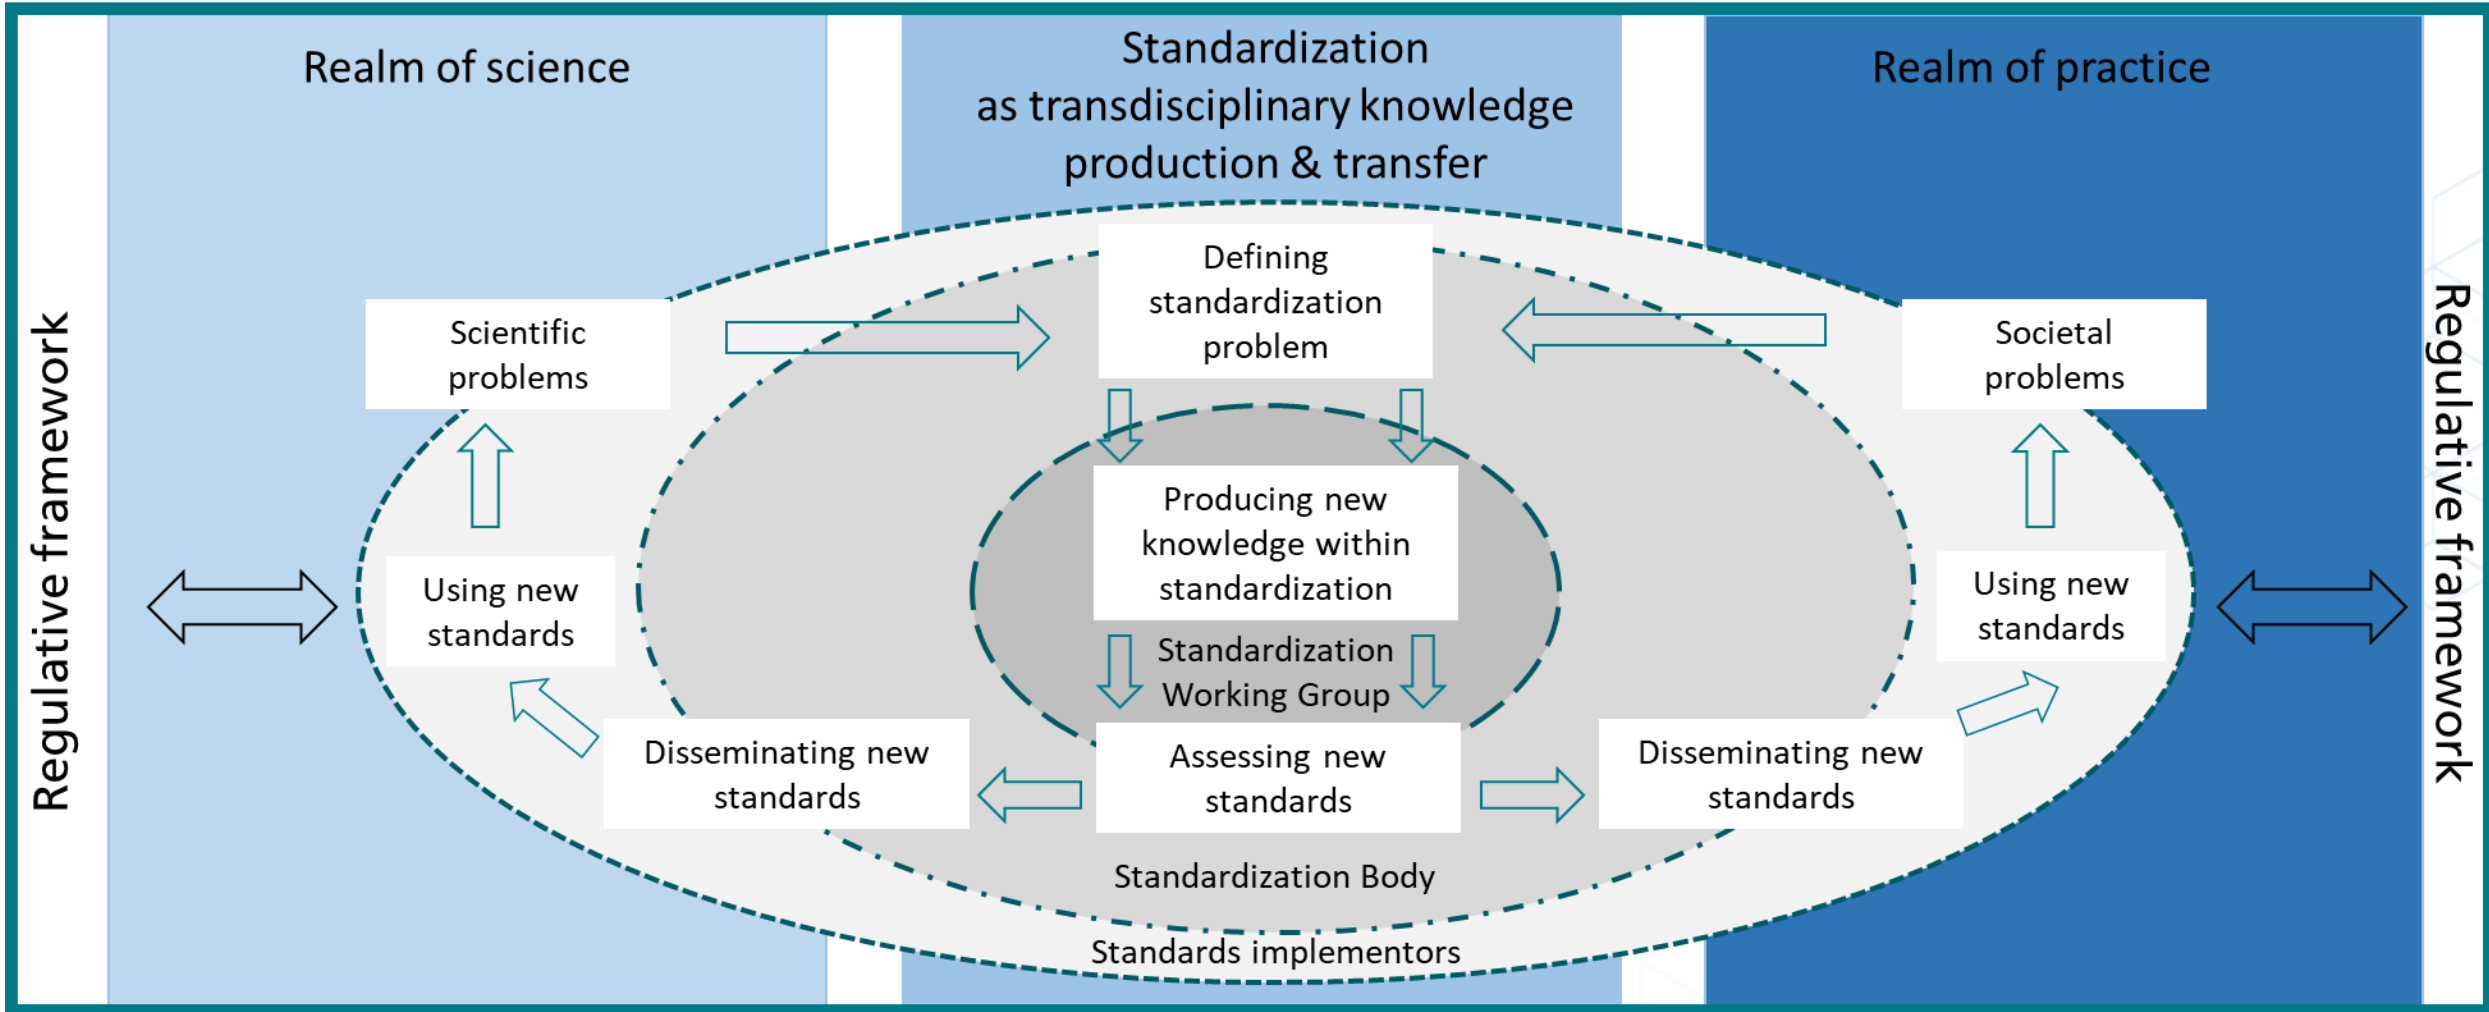 Realm of science
Standardization
as transdisciplinary knowledge
production & transfer
Realm of practice
Regulative framework
Scientific
problems
Defining
standardization
problem
Societal
problems
Regulative framework
Producing new
knowledge within
standardization
Using new
standards
Using new
standards
Standardization
Working Group
Disseminating new
standards
Assessing new
standards
Disseminating new
standards
Standardization Body
Standards implementors